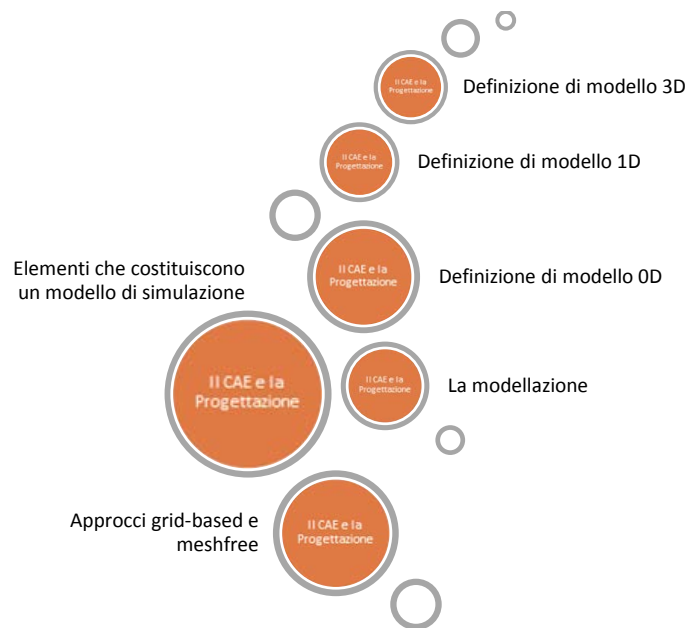 Il CAE e la
Progettazione
Definizione di modello 3D
Il CAE e la
Progettazione
Definizione di modello 1D
Elementi che costituiscono
un modello di simulazione
Il CAE e la
Progettazione
Definizione di modello 0D
Il CAE e la
Progettazione
Il CAE e la
Progettazione
La modellazione
Approcci grid-based e
meshfree
Il CAE e la
Progettazione